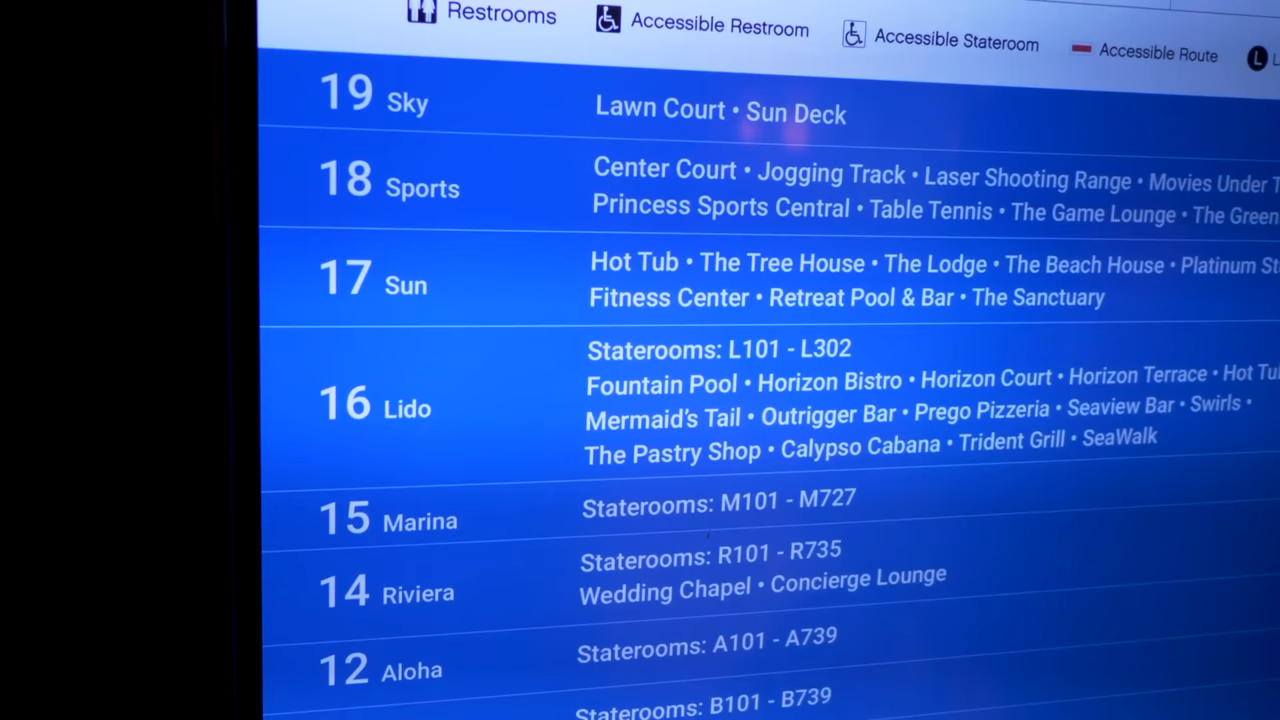 Restrooms Accessible Restroom Accessible Stateroom Accessible Route L
19 Sky Lawn Court • Sun Deck
18 Sports Center Court • Jogging Track • Laser Shooting Range • Movies Under
Princess Sports Central • Table Tennis • The Game Lounge • The Green
17 Sun Hot Tub • The Tree House • The Lodge • The Beach House • Platinum
Fitness Center • Retreat Pool & Bar • The Sanctuary
Staterooms: L101 - L302
16 Lido Fountain Pool • Horizon Bistro • Horizon Court • Horizon Terrace • Hot
Mermaid's Tail • Outrigger Bar • Prego Pizzeria • Seaview Bar • Swirls •
The Pastry Shop • Calypso Cabana • Trident Grill • SeaWalk
15 Marina Staterooms: M101 - M727
14 Riviera Staterooms: R101 - R735
Wedding Chapel • Concierge Lounge
12 Aloha Staterooms: A101 - A739
Staterooms: B101 - B739